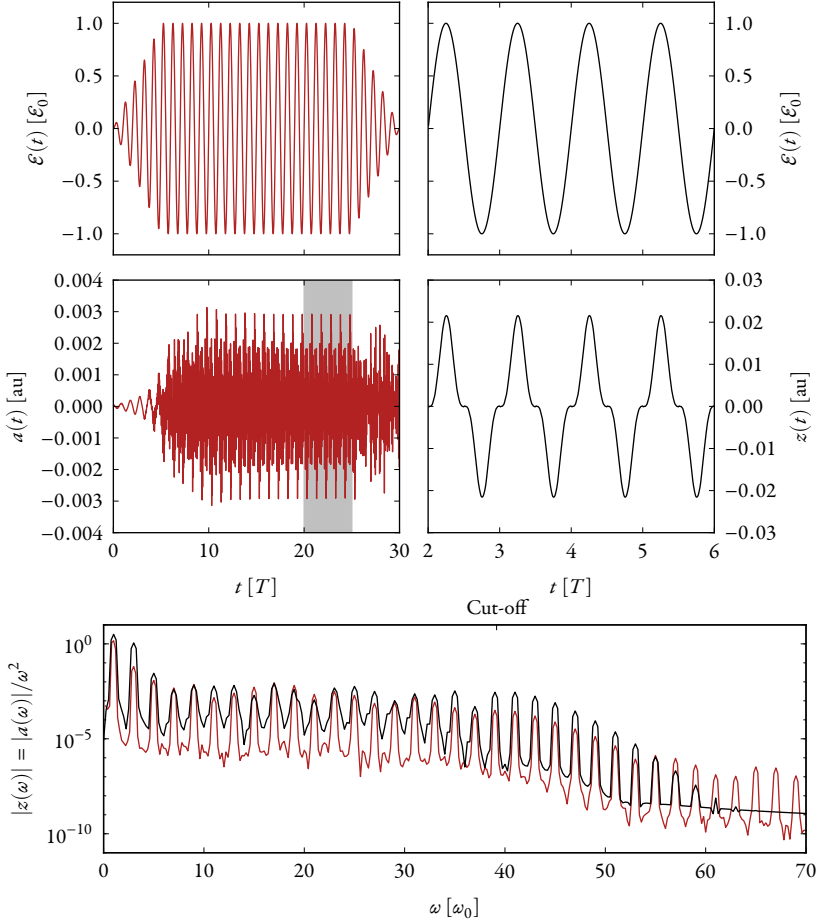 1.0
0.5
0.0
−0.5
−1.0
ℰ(t) [ℰ0]
1.0
0.5
0.0
−0.5
−1.0
ℰ(t) [ℰ0]
0.004
0.003
0.002
0.001
0.000
−0.001
−0.002
−0.003
−0.004
a(t) [au]
0 10 20 30
t [T]
0.03
0.02
0.01
0.00
−0.01
−0.02
−0.03
z(t) [au]
2 3 4 5 6
t [T]
Cut-off
10^0
10^−5
10^−10
|z(ω)| = |a(ω)|/ω^2
0 10 20 30 40 50 60 70
ω [ω0]